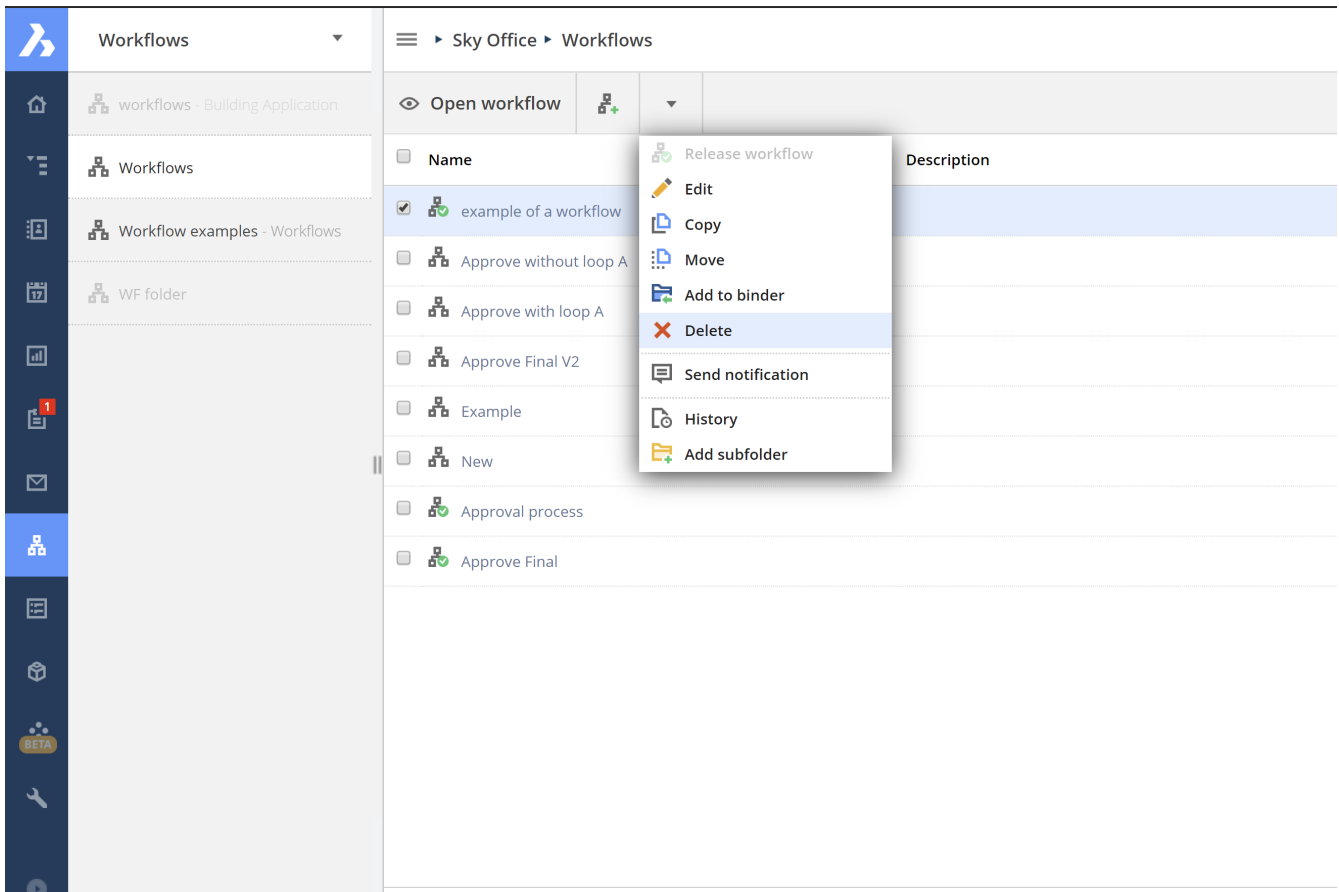 Workflows
Sky Office Workflows
Open workflow
workflows - Building Application
Workflows
Workflow examples - Workflows
WF folder
17
1
BETA
Name
Description
example of a workflow
Approve without loop A
Approve with loop A
Approve Final V2
Example
New
Approval process
Approve Final
Release workflow
Edit
Copy
Move
Add to binder
Delete
Send notification
History
Add subfolder